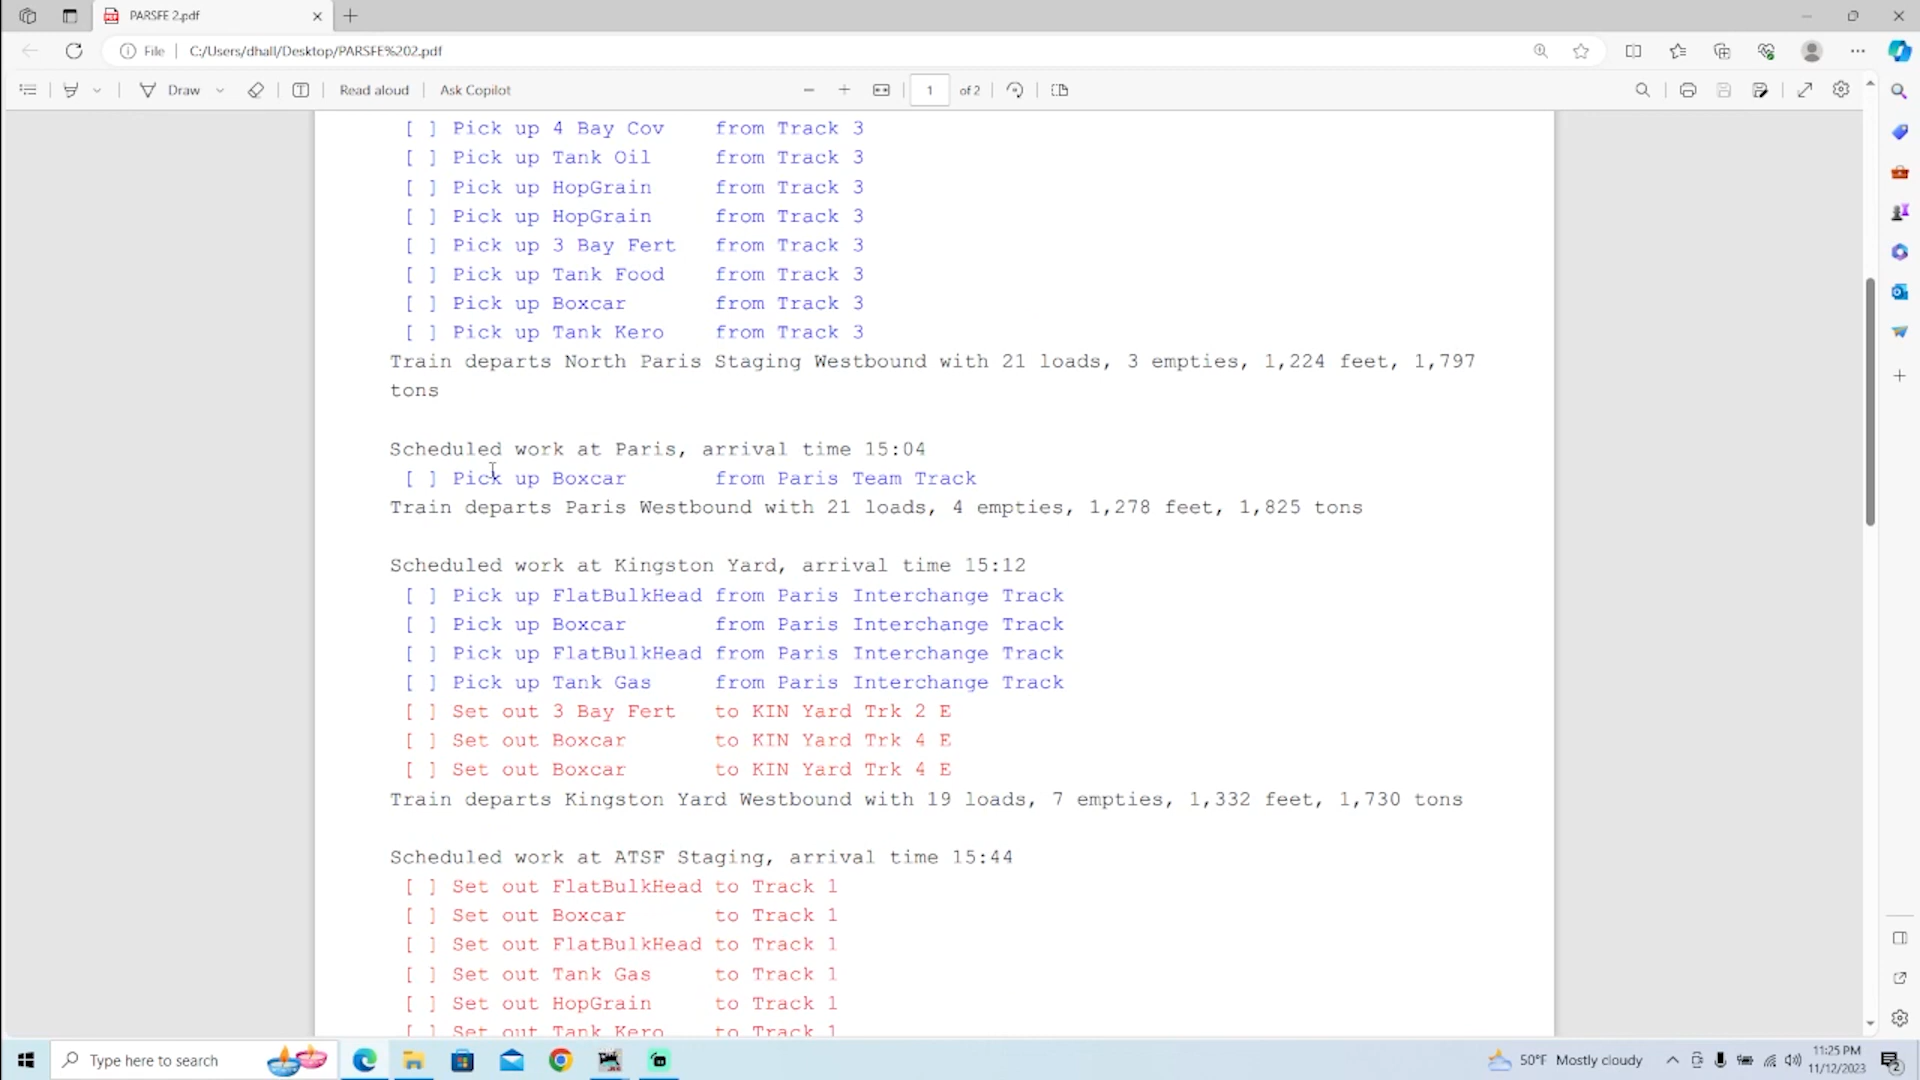 PARSFE 2.pdf
File
C:/Users/dhall/Desktop/PARSFE%202.pdf
Draw
Read aloud
Ask Copilot
1
of 2
[ ] Pick up 4 Bay Cov from Track 3
[ ] Pick up Tank Oil from Track 3
[ ] Pick up HopGrain from Track 3
[ ] Pick up HopGrain from Track 3
[ ] Pick up 3 Bay Fert from Track 3
[ ] Pick up Tank Food from Track 3
[ ] Pick up Boxcar from Track 3
[ ] Pick up Tank Kero from Track 3
Train departs North Paris Staging Westbound with 21 loads, 3 empties, 1,224 feet, 1,797
tons
Scheduled work at Paris, arrival time 15:04
[ ] Pick up Boxcar from Paris Team Track
Train departs Paris Westbound with 21 loads, 4 empties, 1,278 feet, 1,825 tons
Scheduled work at Kingston Yard, arrival time 15:12
[ ] Pick up FlatBulkHead from Paris Interchange Track
[ ] Pick up Boxcar from Paris Interchange Track
[ ] Pick up FlatBulkHead from Paris Interchange Track
[ ] Pick up Tank Gas from Paris Interchange Track
[ ] Set out 3 Bay Fert to KIN Yard Trk 2 E
[ ] Set out Boxcar to KIN Yard Trk 4 E
[ ] Set out Boxcar to KIN Yard Trk 4 E
Train departs Kingston Yard Westbound with 19 loads, 7 empties, 1,332 feet, 1,730 tons
Scheduled work at ATSF Staging, arrival time 15:44
[ ] Set out FlatBulkHead to Track 1
[ ] Set out Boxcar to Track 1
[ ] Set out FlatBulkHead to Track 1
[ ] Set out Tank Gas to Track 1
[ ] Set out HopGrain to Track 1
[ ] Set out Tank Kero to Track 1
Type here to search
50°F Mostly cloudy
11:25 PM
11/12/2023
2